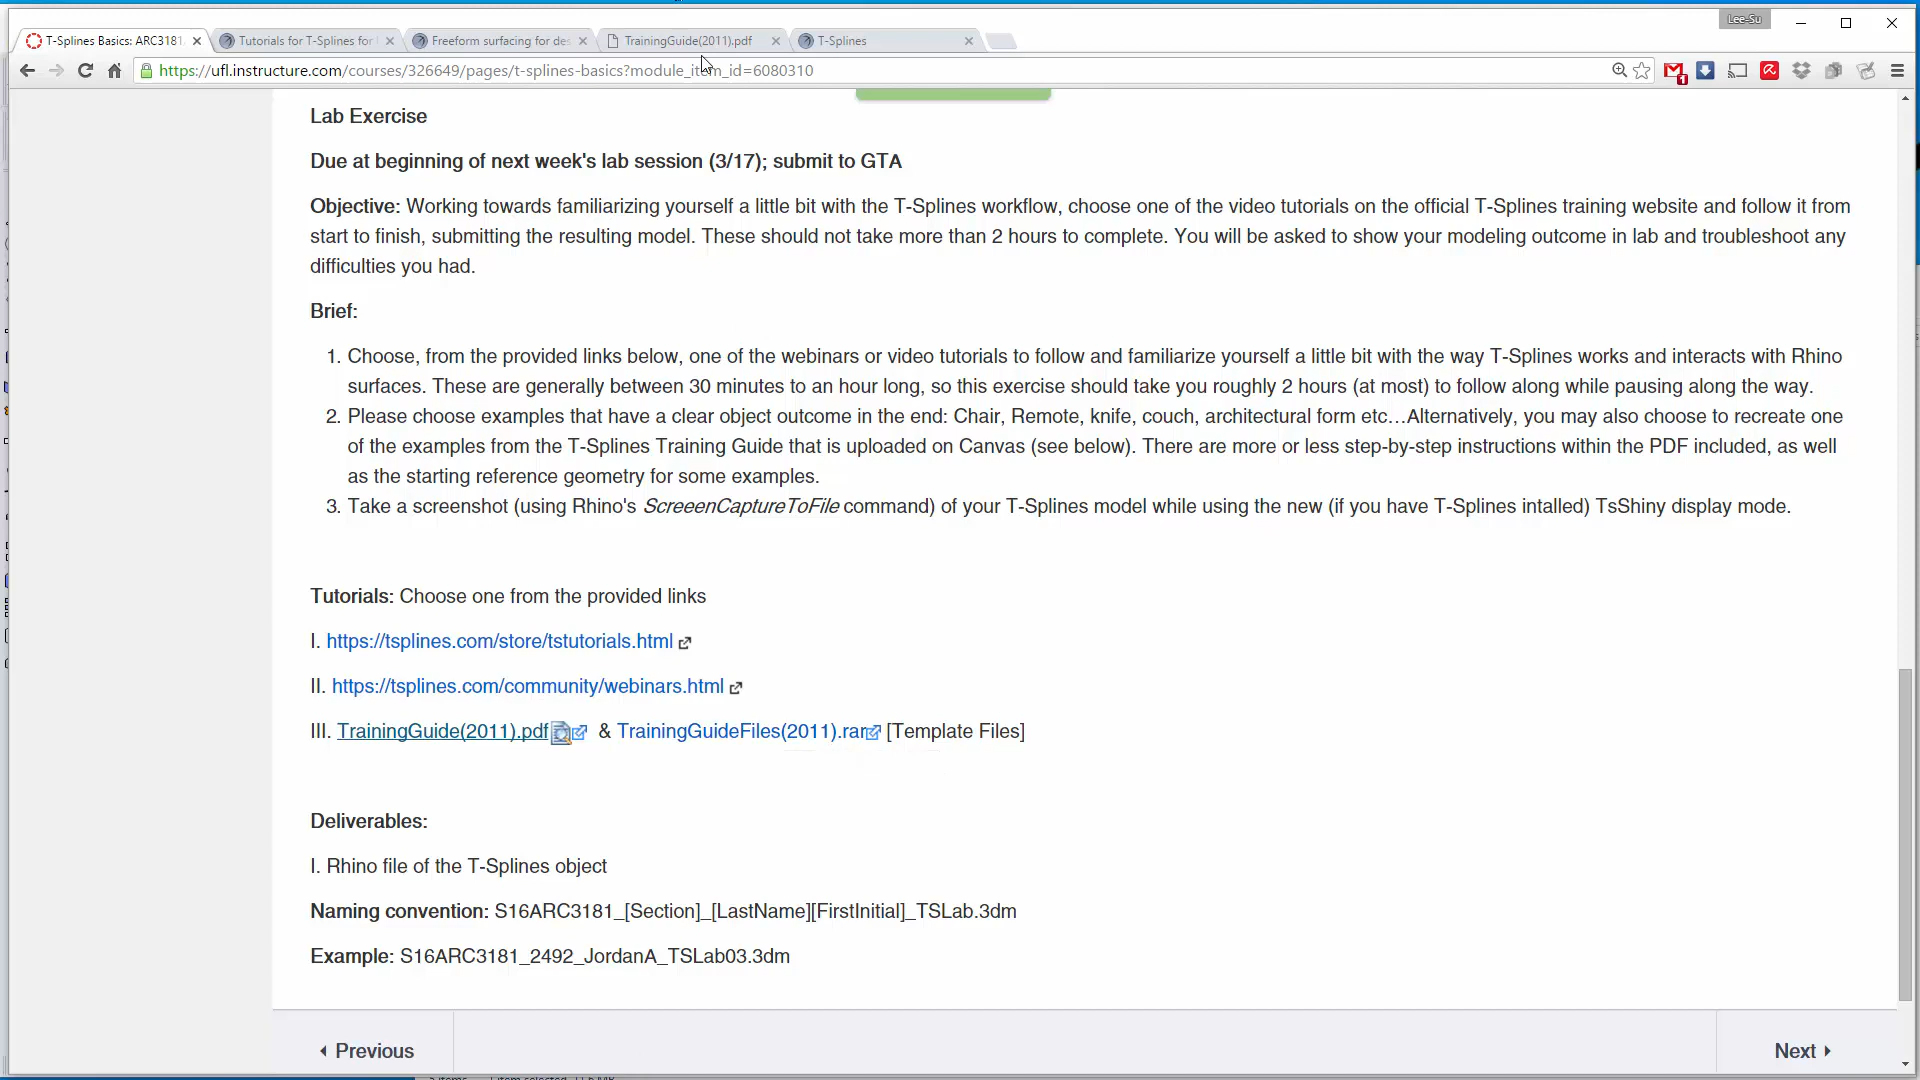 Lee-Su
T-Splines Basics: ARC3181
Tutorials for T-Splines for
Freeform surfacing for des
TrainingGuide(2011).pdf
T-Splines
https://ufl.instructure.com/courses/326649/pages/t-splines-basics?module_item_id=6080310
Lab Exercise
Due at beginning of next week's lab session (3/17); submit to GTA
Objective: Working towards familiarizing yourself a little bit with the T-Splines workflow, choose one of the video tutorials on the official T-Splines training website and follow it from
start to finish, submitting the resulting model. These should not take more than 2 hours to complete. You will be asked to show your modeling outcome in lab and troubleshoot any
difficulties you had.
Brief:
1. Choose, from the provided links below, one of the webinars or video tutorials to follow and familiarize yourself a little bit with the way T-Splines works and interacts with Rhino
surfaces. These are generally between 30 minutes to an hour long, so this exercise should take you roughly 2 hours (at most) to follow along while pausing along the way.
2. Please choose examples that have a clear object outcome in the end: Chair, Remote, knife, couch, architectural form etc…Alternatively, you may also choose to recreate one
of the examples from the T-Splines Training Guide that is uploaded on Canvas (see below). There are more or less step-by-step instructions within the PDF included, as well
as the starting reference geometry for some examples.
3. Take a screenshot (using Rhino's ScreeenCaptureToFile command) of your T-Splines model while using the new (if you have T-Splines intalled) TsShiny display mode.
Tutorials: Choose one from the provided links
I. https://tsplines.com/store/tstutorials.html
II. https://tsplines.com/community/webinars.html
III. TrainingGuide(2011).pdf & TrainingGuideFiles(2011).rar [Template Files]
Deliverables:
I. Rhino file of the T-Splines object
Naming convention: S16ARC3181_[Section]_[LastName][FirstInitial]_TSLab.3dm
Example: S16ARC3181_2492_JordanA_TSLab03.3dm
Previous
Next